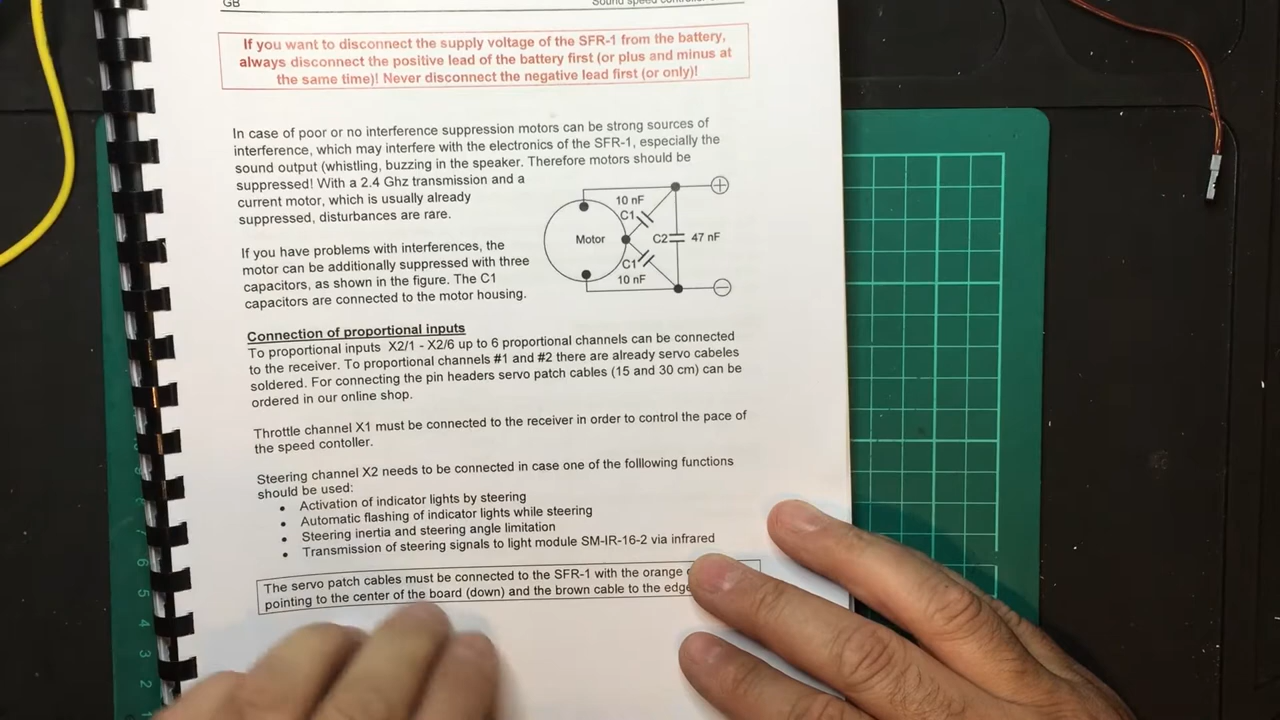 GB
Sound speed
If you want to disconnect the supply voltage of the SFR-1 from the battery,
always disconnect the positive lead of the battery first (or plus and minus at
the same time)! Never disconnect the negative lead first (or only)!
In case of poor or no interference suppression motors can be strong sources of
interference, which may interfere with the electronics of the SFR-1, especially the
sound output (whistling, buzzing in the speaker. Therefore motors should be
suppressed! With a 2.4 Ghz transmission and a
current motor, which is usually already
suppressed, disturbances are rare.
If you have problems with interferences, the
motor can be additionally suppressed with three
capacitors, as shown in the figure. The C1
capacitors are connected to the motor housing.
10 nF
C1
Motor
C2
47 nF
C1
10 nF
Connection of proportional inputs
To proportional inputs X2/1 - X2/6 up to 6 proportional channels can be connected
to the receiver. To proportional channels #1 and #2 there are already servo cabeles
soldered. For connecting the pin headers servo patch cables (15 and 30 cm) can be
ordered in our online shop.
Throttle channel X1 must be connected to the receiver in order to control the pace of
the speed contoller.
Steering channel X2 needs to be connected in case one of the folllowing functions
should be used:
• Activation of indicator lights by steering
• Automatic flashing of indicator lights while steering
• Steering inertia and steering angle limitation
• Transmission of steering signals to light module SM-IR-16-2 via infrared
The servo patch cables must be connected to the SFR-1 with the orange
pointing to the center of the board (down) and the brown cable to the edge
6
5
4
3
2